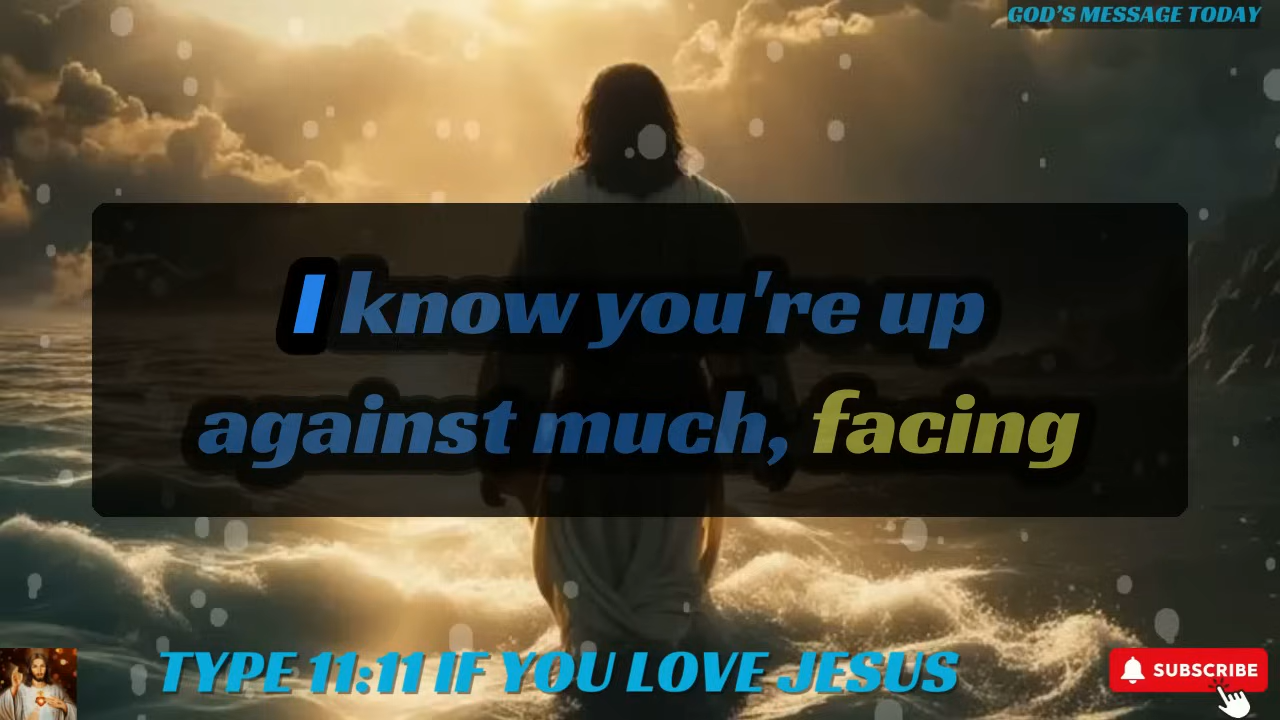 GOD'S MESSAGE TODAY
I know you're up
against much, facing
TYPE 11:11 IF YOU LOVE JESUS
SUBSCRIBE